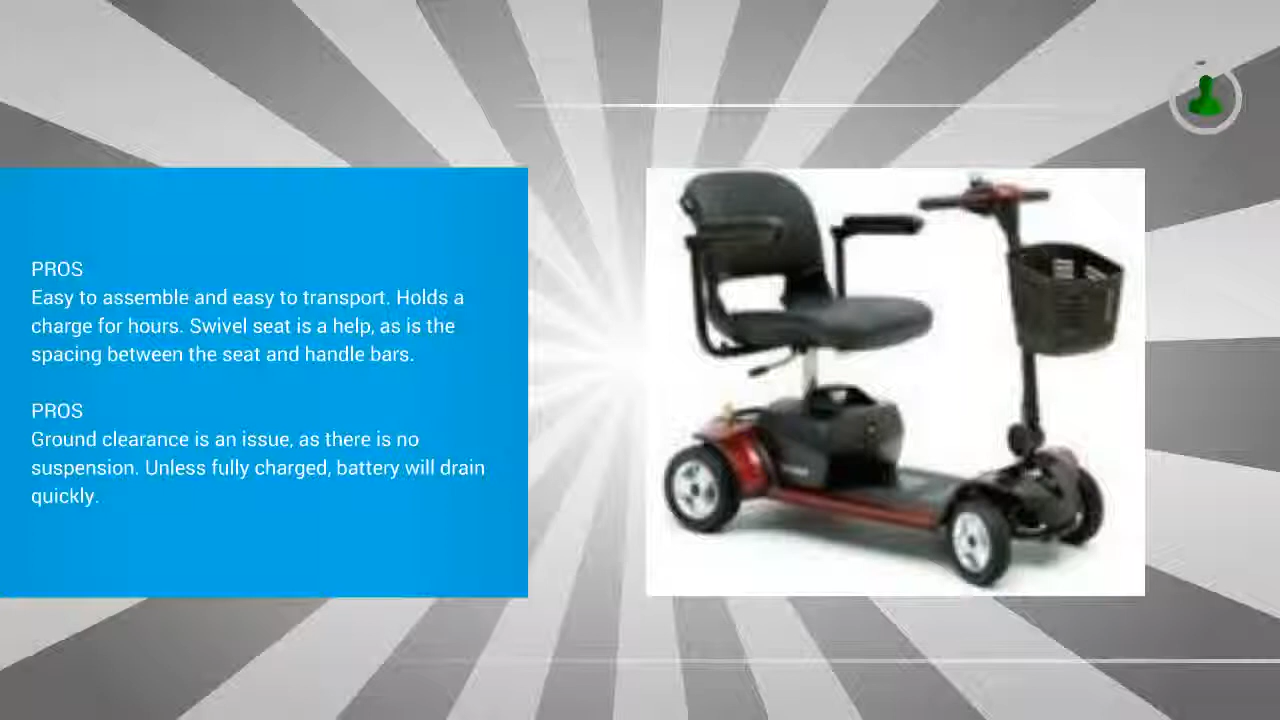 PROS
Easy to assemble and easy to transport. Holds a
charge for hours. Swivel seat is a help, as is the
spacing between the seat and handle bars.
PROS
Ground clearance is an issue, as there is no
suspension. Unless fully charged, battery will drain
quickly.